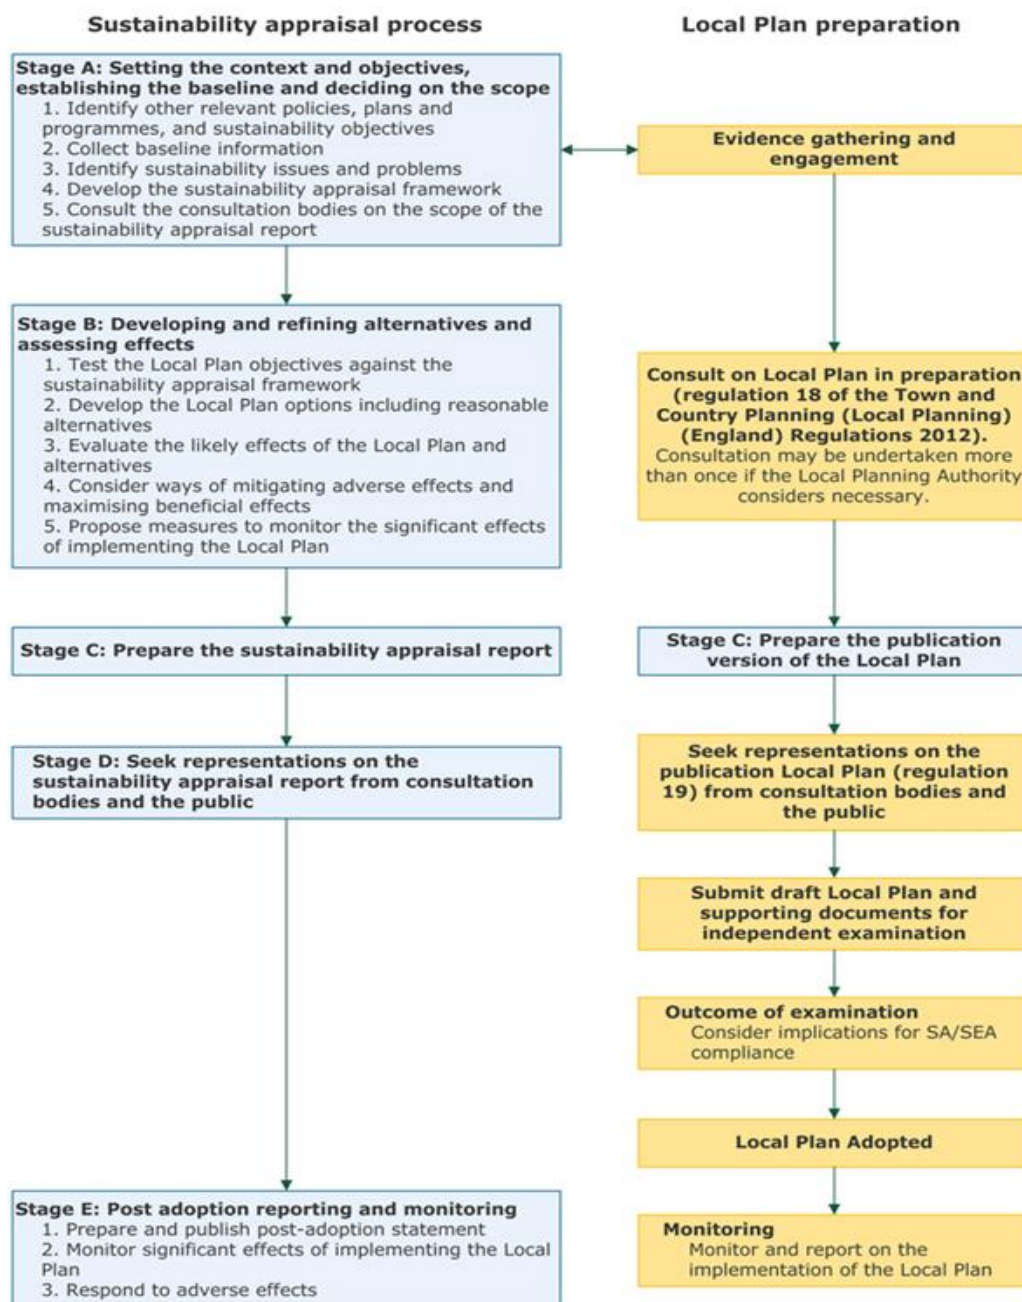 Sustainability appraisal process
Local Plan preparation
Stage A: Setting the context and objectives,
establishing the baseline and deciding on the scope
1. Identify other relevant policies, plans and
programmes, and sustainability objectives
2. Collect baseline information
3. Identify sustainability issues and problems
4. Develop the sustainability appraisal framework
5. Consult the consultation bodies on the scope of the
sustainability appraisal report
Evidence gathering and
engagement
Stage B: Developing and refining alternatives and
assessing effects
1. Test the Local Plan objectives against the
sustainability appraisal framework
2. Develop the Local Plan options including reasonable
alternatives
3. Evaluate the likely effects of the Local Plan and
alternatives
4. Consider ways of mitigating adverse effects and
maximising beneficial effects
5. Propose measures to monitor the significant effects
of implementing the Local Plan
Consult on Local Plan in preparation
(regulation 18 of the Town and
Country Planning (Local Planning)
(England) Regulations 2012).
Consultation may be undertaken more
than once if the Local Planning Authority
considers necessary.
Stage C: Prepare the sustainability appraisal report
Stage C: Prepare the publication
version of the Local Plan
Stage D: Seek representations on the
sustainability appraisal report from consultation
bodies and the public
Seek representations on the
publication Local Plan (regulation
19) from consultation bodies and
the public
Submit draft Local Plan and
supporting documents for
independent examination
Outcome of examination
Consider implications for SA/SEA
compliance
Local Plan Adopted
Stage E: Post adoption reporting and monitoring
1. Prepare and publish post-adoption statement
2. Monitor significant effects of implementing the Local
Plan
3. Respond to adverse effects
Monitoring
Monitor and report on the
implementation of the Local Plan